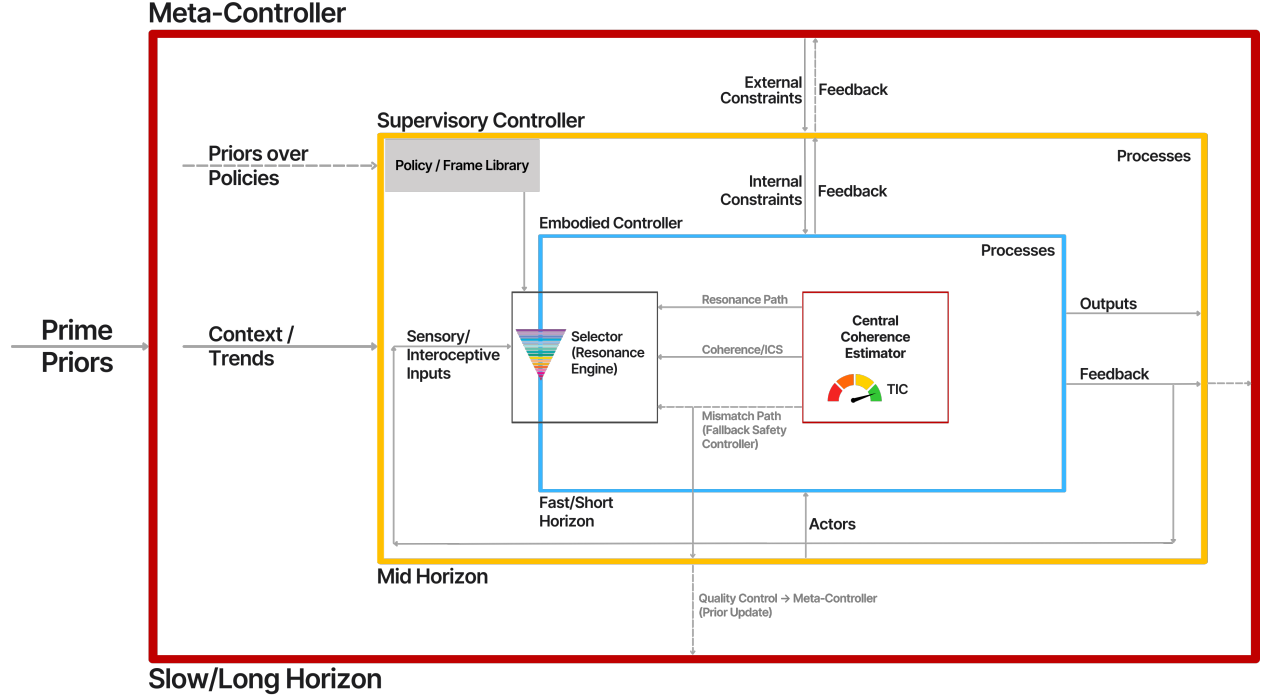 Meta-Controller
External
Constraints
Feedback
Supervisory Controller
Priors over
Policies
Policy / Frame Library
Processes
Internal
Constraints
Feedback
Embodied Controller
Processes
Resonance Path
Outputs
Prime
Priors
Context /
Trends
Sensory/
Interoceptive
Inputs
Selector
(Resonance
Engine)
Coherence/ICS
Central
Coherence
Estimator
TIC
Feedback
Mismatch Path
(Fallback Safety
Controller)
Fast/Short
Horizon
Actors
Mid Horizon
Quality Control → Meta-Controller
(Prior Update)
Slow/Long Horizon